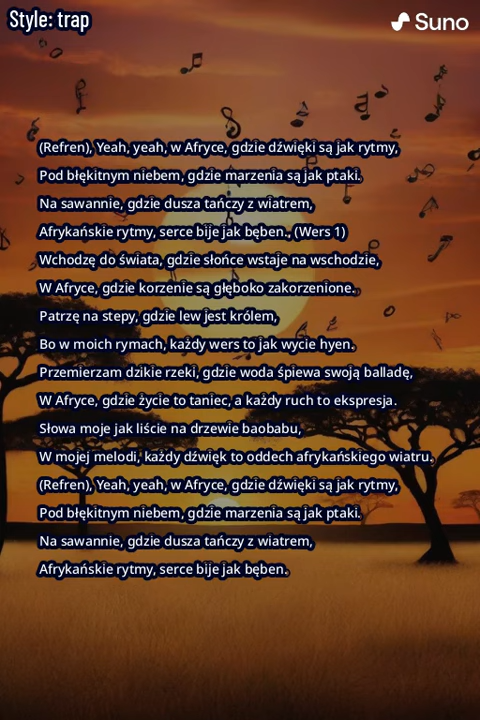 Style: trap
Suno
(Refren), Yeah, yeah, w Afryce, gdzie dźwięki są jak rytmy,
Pod błękitnym niebem, gdzie marzenia są jak ptaki.
Na sawannie, gdzie dusza tańczy z wiatrem,
Afrykańskie rytmy, serce bije jak bęben., (Wers 1)
Wchodzę do świata, gdzie słońce wstaje na wschodzie,
W Afryce, gdzie korzenie są głęboko zakorzenione.
Patrzę na stepy, gdzie lew jest królem,
Bo w moich rymach, każdy wers to jak wycie hyen.
Przemierzam dzikie rzeki, gdzie woda śpiewa swoją balladę,
W Afryce, gdzie życie to taniec, a każdy ruch to ekspresja.
Słowa moje jak liście na drzewie baobabu,
W mojej melodi, każdy dźwięk to oddech afrykańskiego wiatru.
(Refren), Yeah, yeah, w Afryce, gdzie dźwięki są jak rytmy,
Pod błękitnym niebem, gdzie marzenia są jak ptaki.
Na sawannie, gdzie dusza tańczy z wiatrem,
Afrykańskie rytmy, serce bije jak bęben.